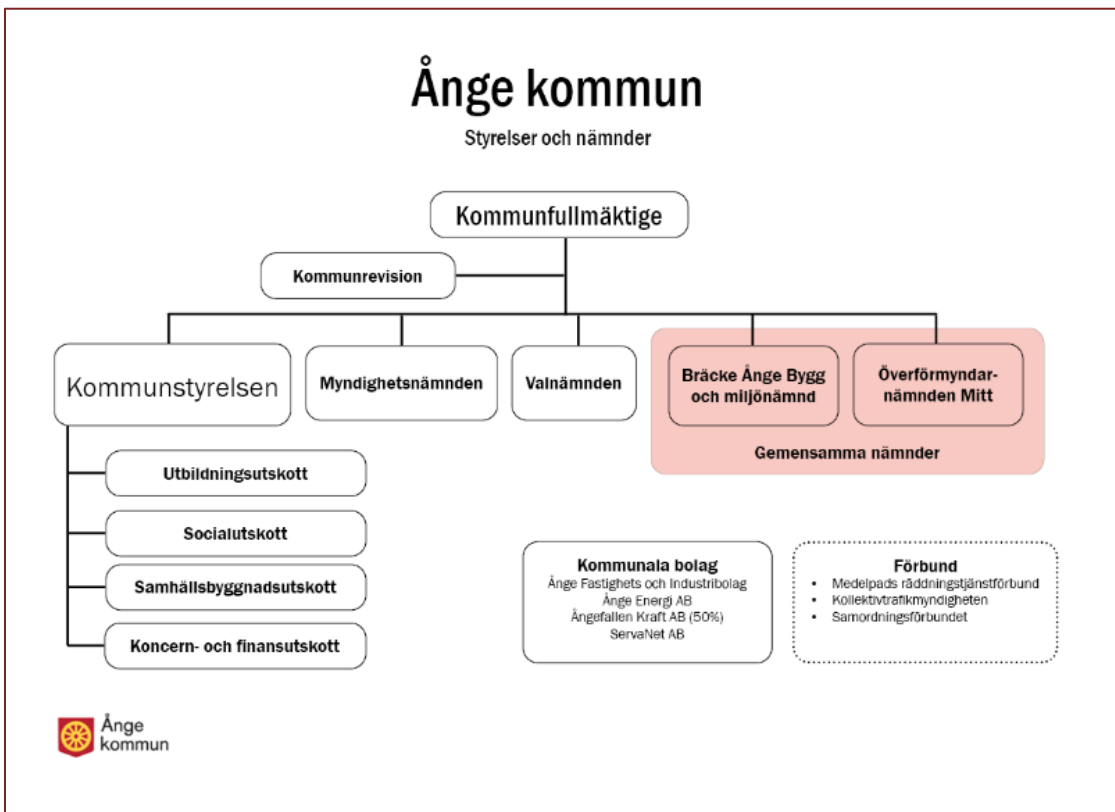 Ånge kommun
Styrelser och nämnder
Kommunfullmäktige
Kommunrevision
Kommunstyrelsen
Myndighetsnämnden
Valnämnden
Bräcke Ånge Bygg
och miljönämnd
Överförmyndar-
nämnden Mitt
Gemensamma nämnder
Utbildningsutskott
Socialutskott
Samhällsbyggnadsutskott
Koncern- och finansutskott
Kommunala bolag
Ånge Fastighets och Industribolag
Ånge Energi AB
Ångefallen Kraft AB (50%)
ServaNet AB
Förbund
• Medelpads räddningstjänstförbund
• Kollektivtrafikmyndigheten
• Samordningsförbundet
Ånge
kommun